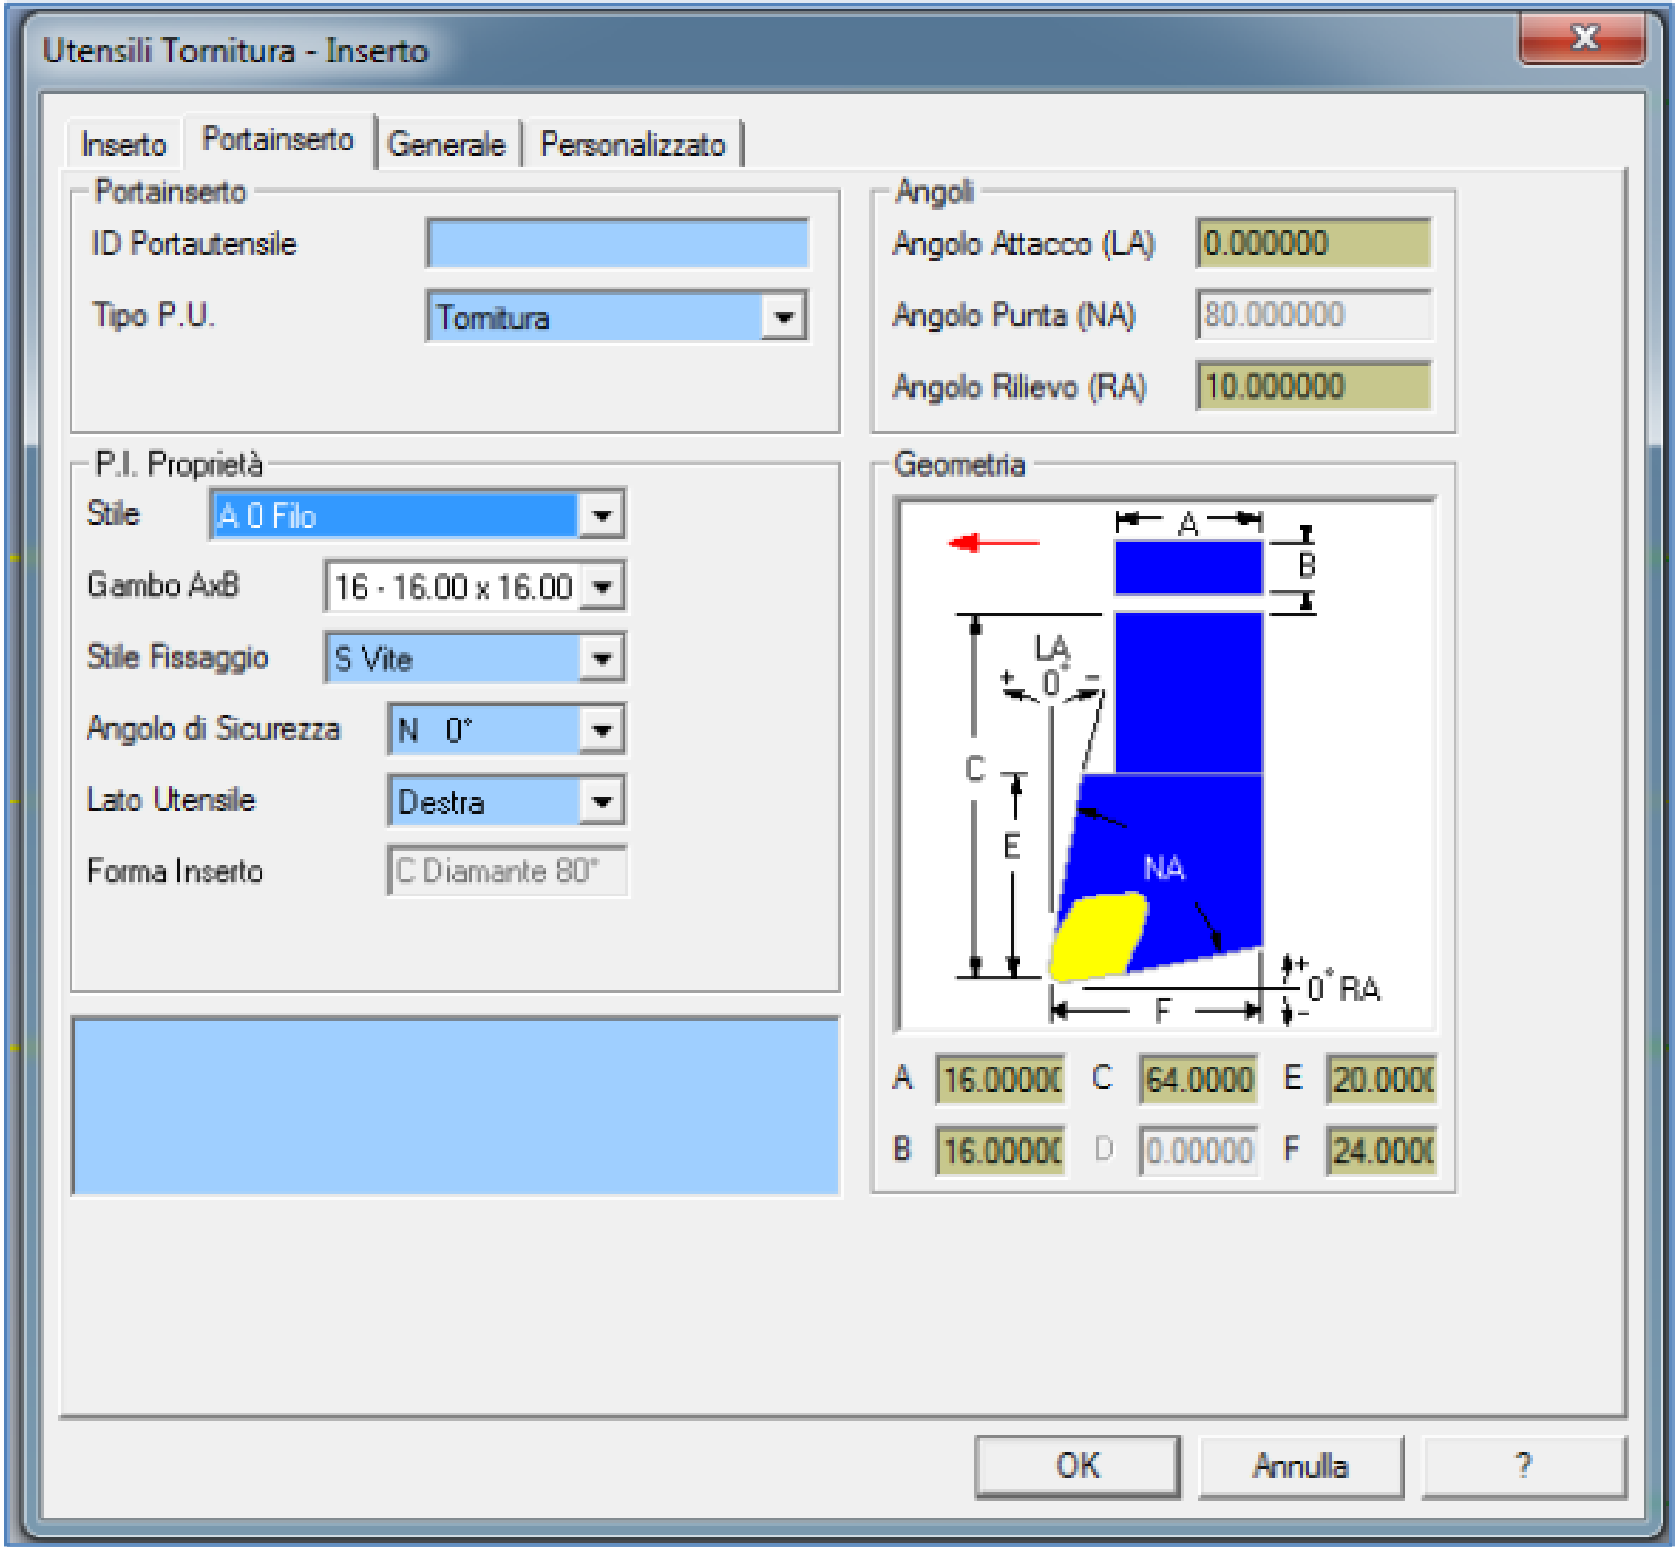 Utensili Tornitura - Inserto
x
Inserto Portainserto Generale Personalizzato
Portainserto
ID Portautensile
Tipo P.U. Tornitura
Angoli
Angolo Attacco (LA) 0.000000
Angolo Punta (NA) 80.000000
Angolo Rilievo (RA) 10.000000
P.I. Proprietà
Stile A 0 Filo
Gambo AxB 16 - 16.00 x 16.00
Stile Fissaggio S Vite
Angolo di Sicurezza N 0°
Lato Utensile Destra
Forma Inserto C Diamante 80°
Geometria
A
B
LA
+ 0° -
C
E
NA
+
0° RA
-
F
A 16.00000 C 64.0000 E 20.0000
B 16.00000 D 0.00000 F 24.0000
OK Annulla ?